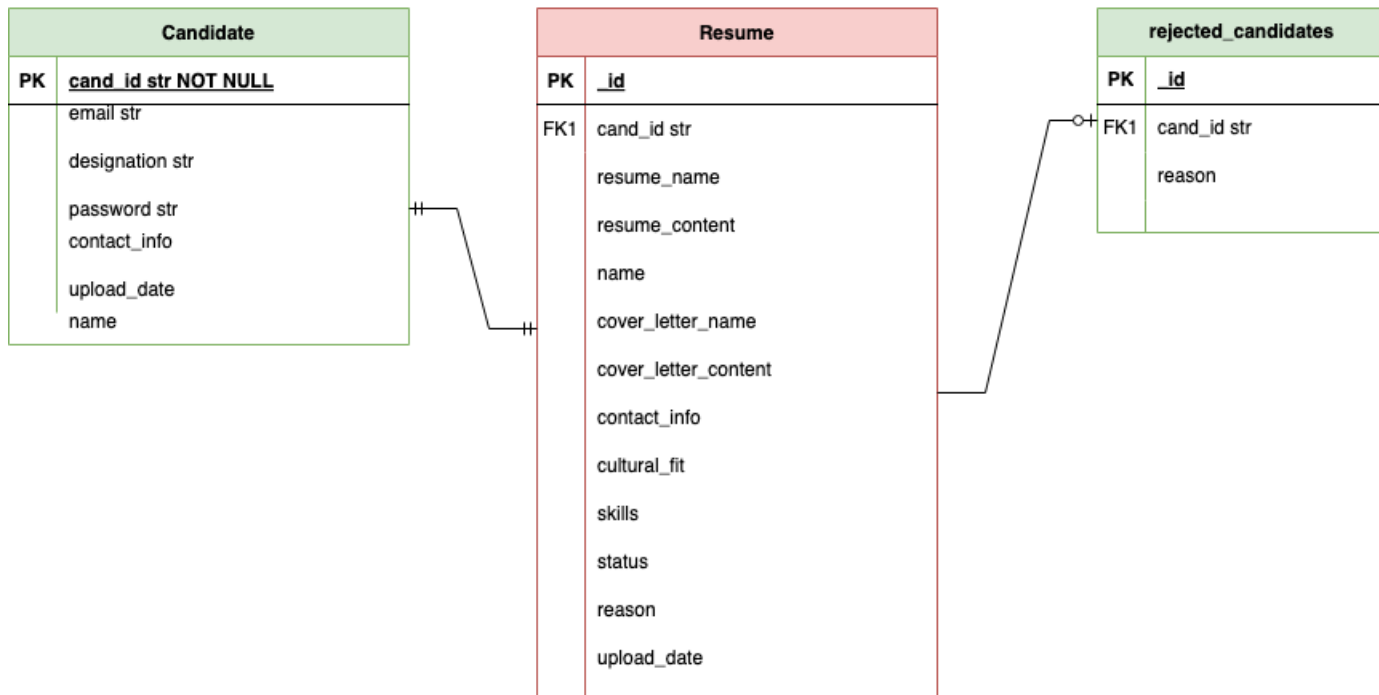 Candidate
PK cand_id str NOT NULL
email str
designation str
password str
contact_info
upload_date
name
Resume
PK _id
FK1 cand_id str
resume_name
resume_content
name
cover_letter_name
cover_letter_content
contact_info
cultural_fit
skills
status
reason
upload_date
rejected_candidates
PK _id
FK1 cand_id str
reason